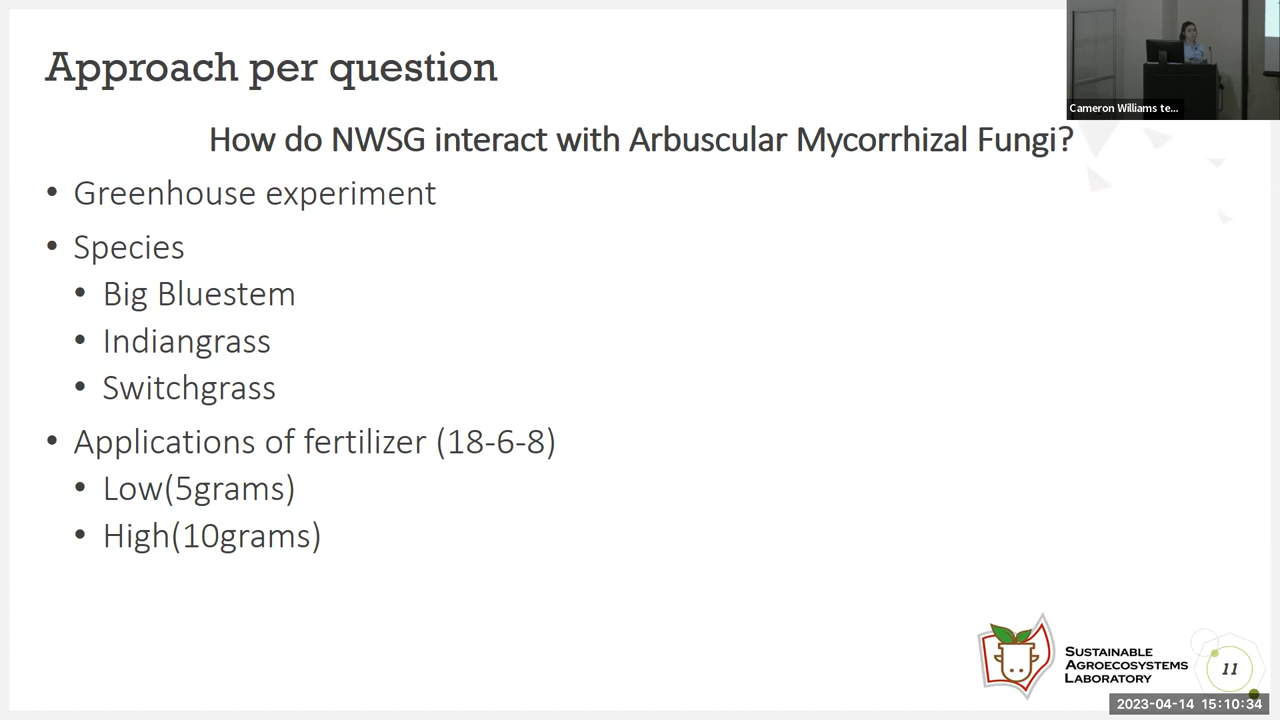 Approach per question
Cameron Williams te...
How do NWSG interact with Arbuscular Mycorrhizal Fungi?
• Greenhouse experiment
• Species
• Big Bluestem
• Indiangrass
• Switchgrass
• Applications of fertilizer (18-6-8)
• Low(5grams)
• High(10grams)
SUSTAINABLE
AGROECOSYSTEMS
LABORATORY
11
2023-04-14 15:10:34